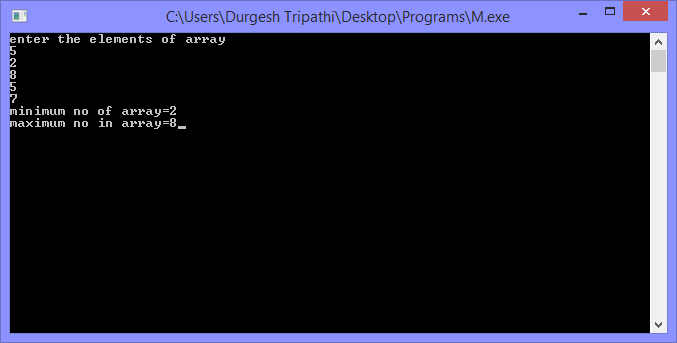 C:\Users\Durgesh Tripathi\Desktop\Programs\M.exe
enter the elements of array
5
2
8
5
7
minimum no of array=2
maximum no in array=8